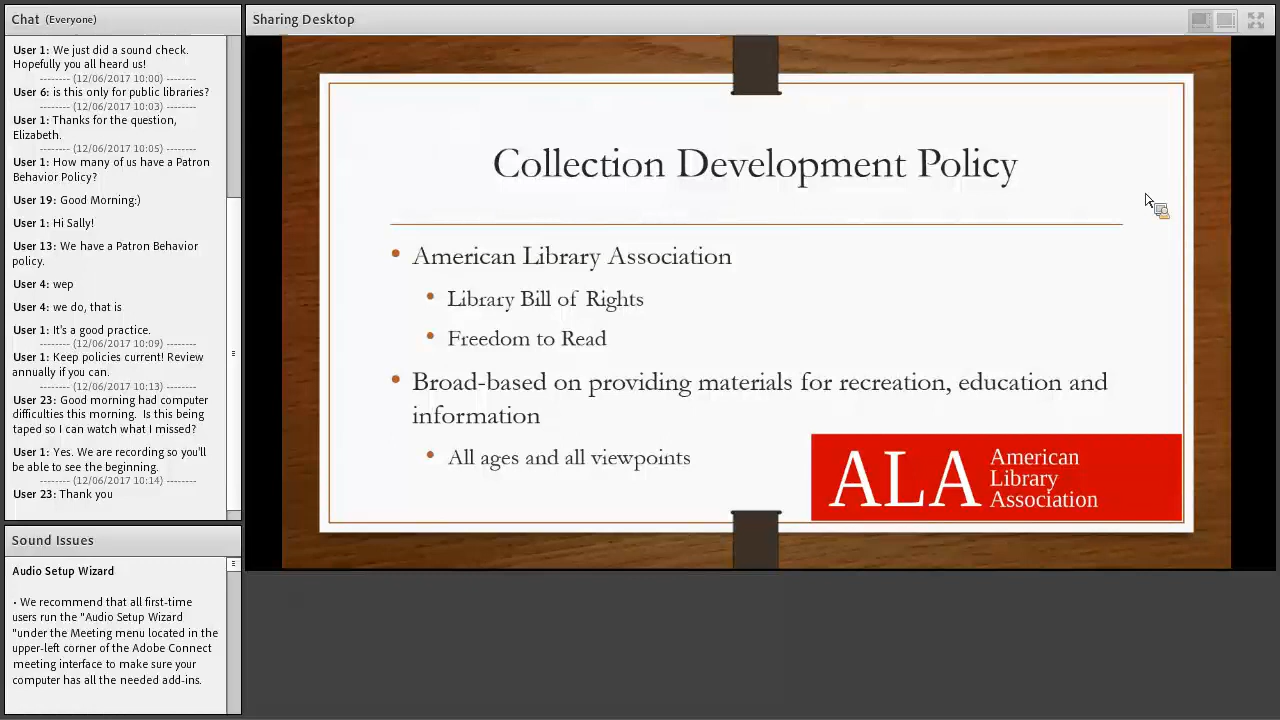 Chat (Everyone)
User 1: We just did a sound check.
Hopefully you all heard us!
-------- (12/06/2017 10:00) --------
User 6: is this only for public libraries?
-------- (12/06/2017 10:03) --------
User 1: Thanks for the question,
Elizabeth.
-------- (12/06/2017 10:05) --------
User 1: How many of us have a Patron
Behavior Policy?
User 19: Good Morning:)
User 1: Hi Sally!
User 13: We have a Patron Behavior
policy.
User 4: wep
User 4: we do, that is
User 1: It's a good practice.
-------- (12/06/2017 10:09) --------
User 1: Keep policies current! Review
annually if you can.
-------- (12/06/2017 10:13) --------
User 23: Good morning had computer
difficulties this morning.  Is this being
taped so I can watch what I missed?
User 1: Yes. We are recording so you'll
be able to see the beginning.
-------- (12/06/2017 10:14) --------
User 23: Thank you
Sound Issues
Audio Setup Wizard
• We recommend that all first-time
users run the "Audio Setup Wizard
"under the Meeting menu located in the
upper-left corner of the Adobe Connect
meeting interface to make sure your
computer has all the needed add-ins.
Sharing Desktop
Collection Development Policy
• American Library Association
• Library Bill of Rights
• Freedom to Read
• Broad-based on providing materials for recreation, education and
information
• All ages and all viewpoints
ALA American
Library
Association